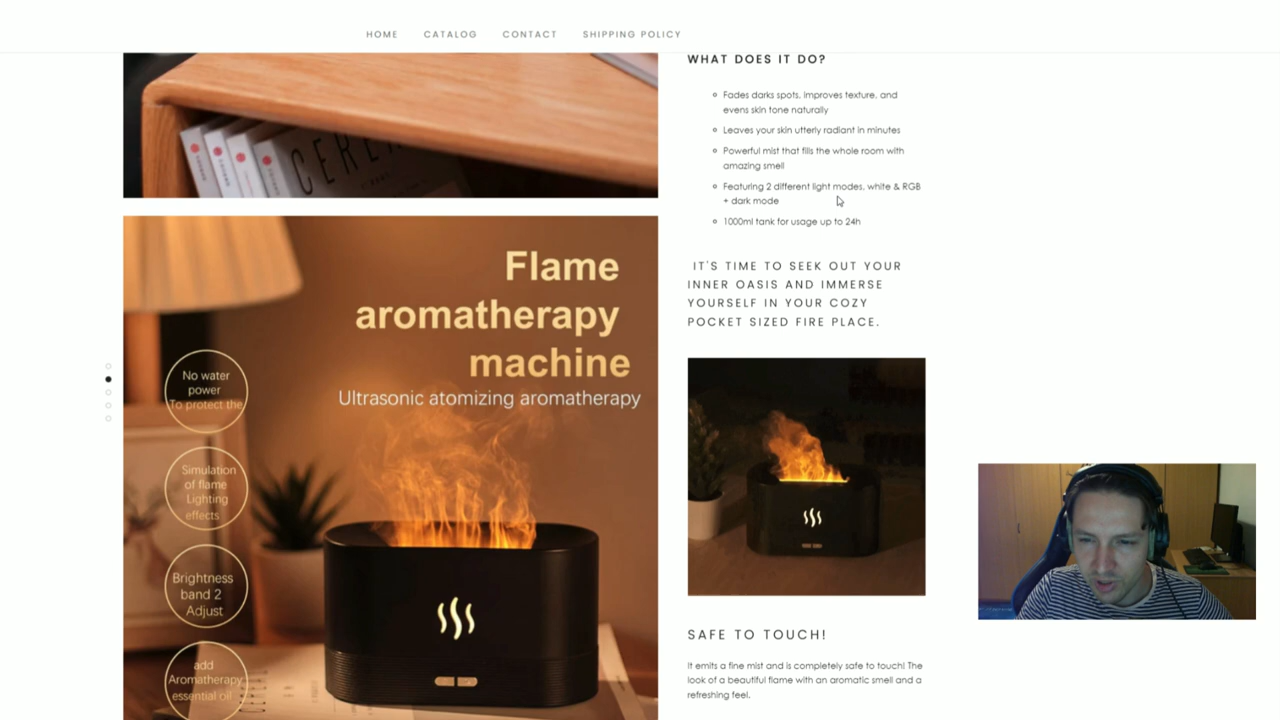 HOME CATALOG CONTACT SHIPPING POLICY
CERE
Flame
aromatherapy
machine
Ultrasonic atomizing aromatherapy
No water
power
To protect the
Simulation
of flame
Lighting
effects
Brightness
band 2
Adjust
add
Aromatherapy
essential oil
WHAT DOES IT DO?
Fades darks spots, improves texture, and
evens skin tone naturally
Leaves your skin utterly radiant in minutes
Powerful mist that fills the whole room with
amazing smell
Featuring 2 different light modes, white & RGB
+ dark mode
1000ml tank for usage up to 24h
IT'S TIME TO SEEK OUT YOUR
INNER OASIS AND IMMERSE
YOURSELF IN YOUR COZY
POCKET SIZED FIRE PLACE.
SAFE TO TOUCH!
It emits a fine mist and is completely safe to touch! The
look of a beautiful flame with an aromatic smell and a
refreshing feel.